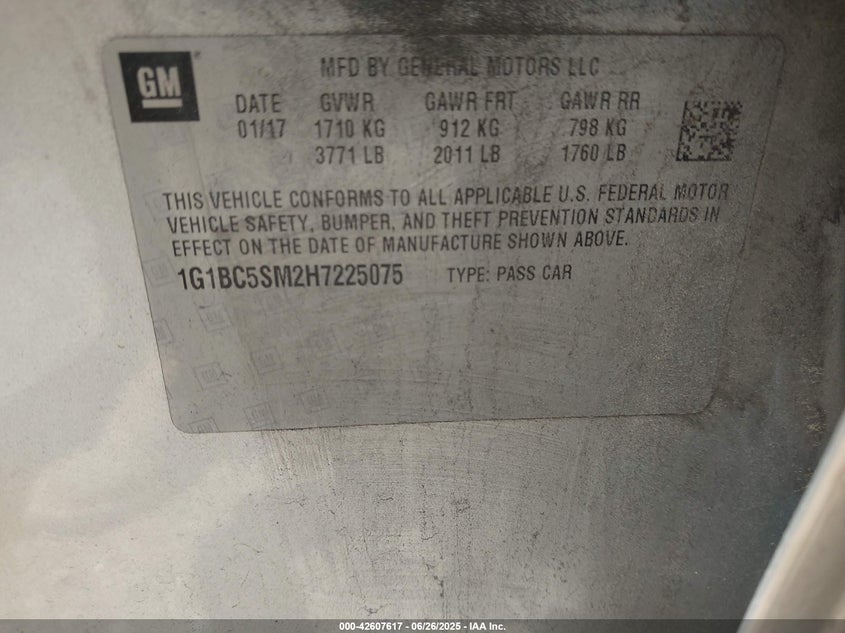 GM
MFD BY GENERAL MOTORS LLC
DATE GVWR GAWR FRT GAWR RR
01/17 1710 KG 912 KG 798 KG
3771 LB 2011 LB 1760 LB
THIS VEHICLE CONFORMS TO ALL APPLICABLE U.S. FEDERAL MOTOR
VEHICLE SAFETY, BUMPER, AND THEFT PREVENTION STANDARDS IN
EFFECT ON THE DATE OF MANUFACTURE SHOWN ABOVE.
1G1BC5SM2H7225075 TYPE: PASS CAR
000-42607617 - 06/26/2025 - IAA Inc.